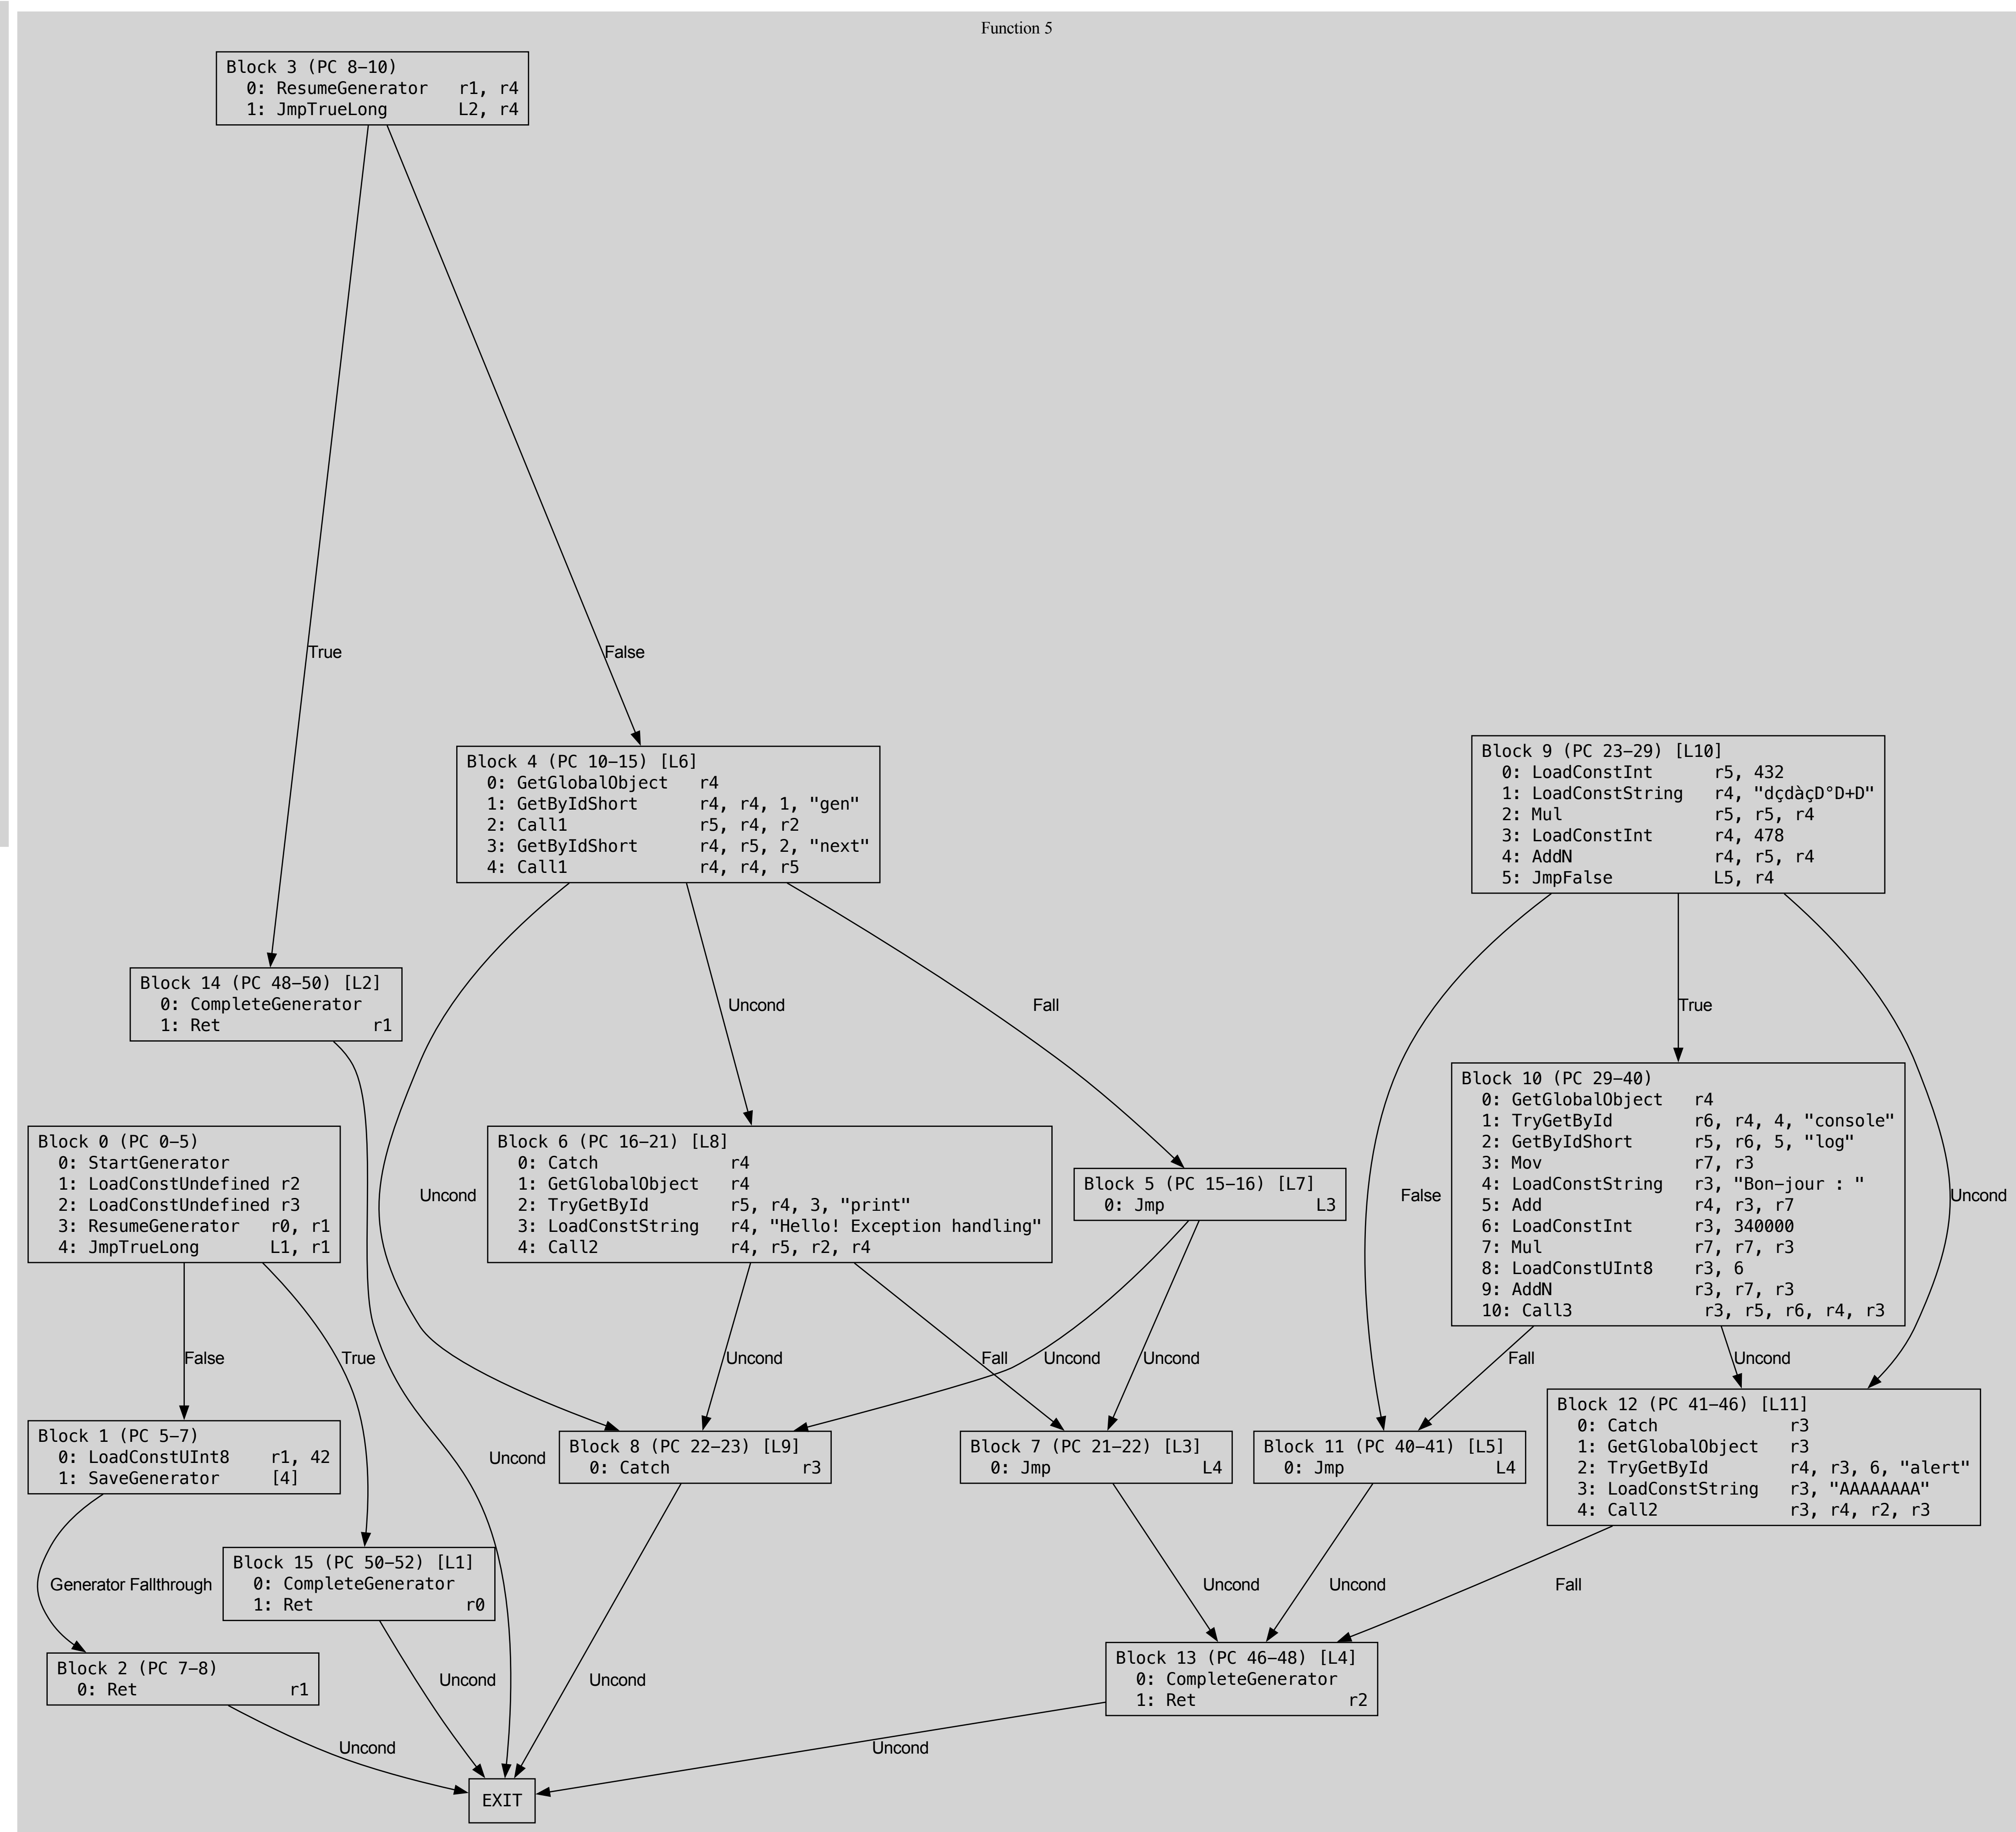 Function 5
Block 3 (PC 8–10)
0: ResumeGenerator r1, r4
1: JmpTrueLong L2, r4
True
False
Block 4 (PC 10–15) [L6]
0: GetGlobalObject r4
1: GetByIdShort r4, r4, 1, "gen"
2: Call1 r5, r4, r2
3: GetByIdShort r4, r5, 2, "next"
4: Call1 r4, r4, r5
Block 9 (PC 23–29) [L10]
0: LoadConstInt r5, 432
1: LoadConstString r4, "dçdàçD°D+D"
2: Mul r5, r5, r4
3: LoadConstInt r4, 478
4: AddN r4, r5, r4
5: JmpFalse L5, r4
Block 14 (PC 48–50) [L2]
0: CompleteGenerator
1: Ret r1
Uncond
Fall
True
Block 10 (PC 29–40)
0: GetGlobalObject r4
1: TryGetById r6, r4, 4, "console"
2: GetByIdShort r5, r6, 5, "log"
3: Mov r7, r3
4: LoadConstString r3, "Bon–jour : "
5: Add r4, r3, r7
6: LoadConstInt r3, 340000
7: Mul r7, r7, r3
8: LoadConstUInt8 r3, 6
9: AddN r3, r7, r3
10: Call3 r3, r5, r6, r4, r3
Block 0 (PC 0–5)
0: StartGenerator
1: LoadConstUndefined r2
2: LoadConstUndefined r3
3: ResumeGenerator r0, r1
4: JmpTrueLong L1, r1
Uncond
Block 6 (PC 16–21) [L8]
0: Catch r4
1: GetGlobalObject r4
2: TryGetById r5, r4, 3, "print"
3: LoadConstString r4, "Hello! Exception handling"
4: Call2 r4, r5, r2, r4
Block 5 (PC 15–16) [L7]
0: Jmp L3
False
Uncond
False
True
Uncond
Fall
Uncond
Uncond
Fall
Uncond
Block 1 (PC 5–7)
0: LoadConstUInt8 r1, 42
1: SaveGenerator [4]
Uncond
Block 8 (PC 22–23) [L9]
0: Catch r3
Block 7 (PC 21–22) [L3]
0: Jmp L4
Block 11 (PC 40–41) [L5]
0: Jmp L4
Block 12 (PC 41–46) [L11]
0: Catch r3
1: GetGlobalObject r3
2: TryGetById r4, r3, 6, "alert"
3: LoadConstString r3, "AAAAAAAA"
4: Call2 r3, r4, r2, r3
Generator Fallthrough
Block 15 (PC 50–52) [L1]
0: CompleteGenerator
1: Ret r0
Uncond
Uncond
Fall
Block 2 (PC 7–8)
0: Ret r1
Uncond
Uncond
Block 13 (PC 46–48) [L4]
0: CompleteGenerator
1: Ret r2
Uncond
Uncond
EXIT